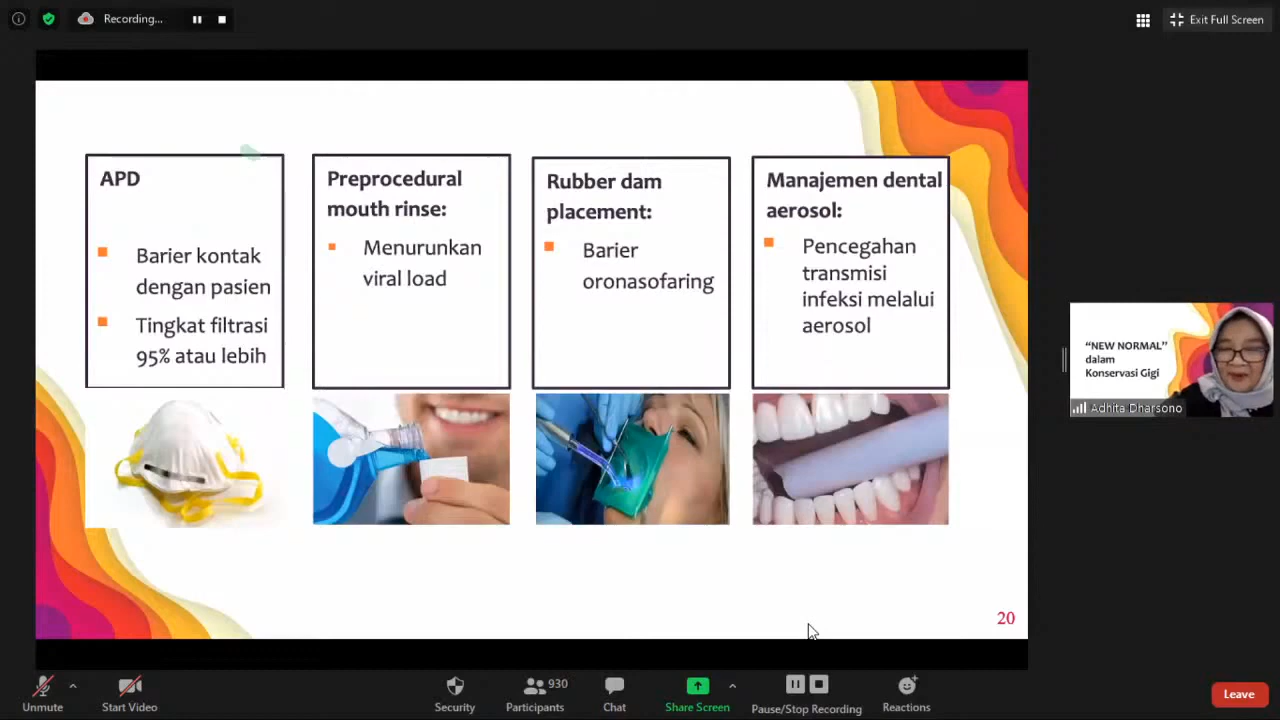 Recording...
Exit Full Screen
APD
Barier kontak
dengan pasien
Tingkat filtrasi
95% atau lebih
Preprocedural
mouth rinse:
Menurunkan
viral load
Rubber dam
placement:
Barier
oronasofaring
Manajemen dental
aerosol:
Pencegahan
transmisi
infeksi melalui
aerosol
20
“NEW NORMAL”
dalam
Konservasi Gigi
Adhita Dharsono
Unmute
Start Video
Security
930
Participants
Chat
Share Screen
Pause/Stop Recording
Reactions
Leave